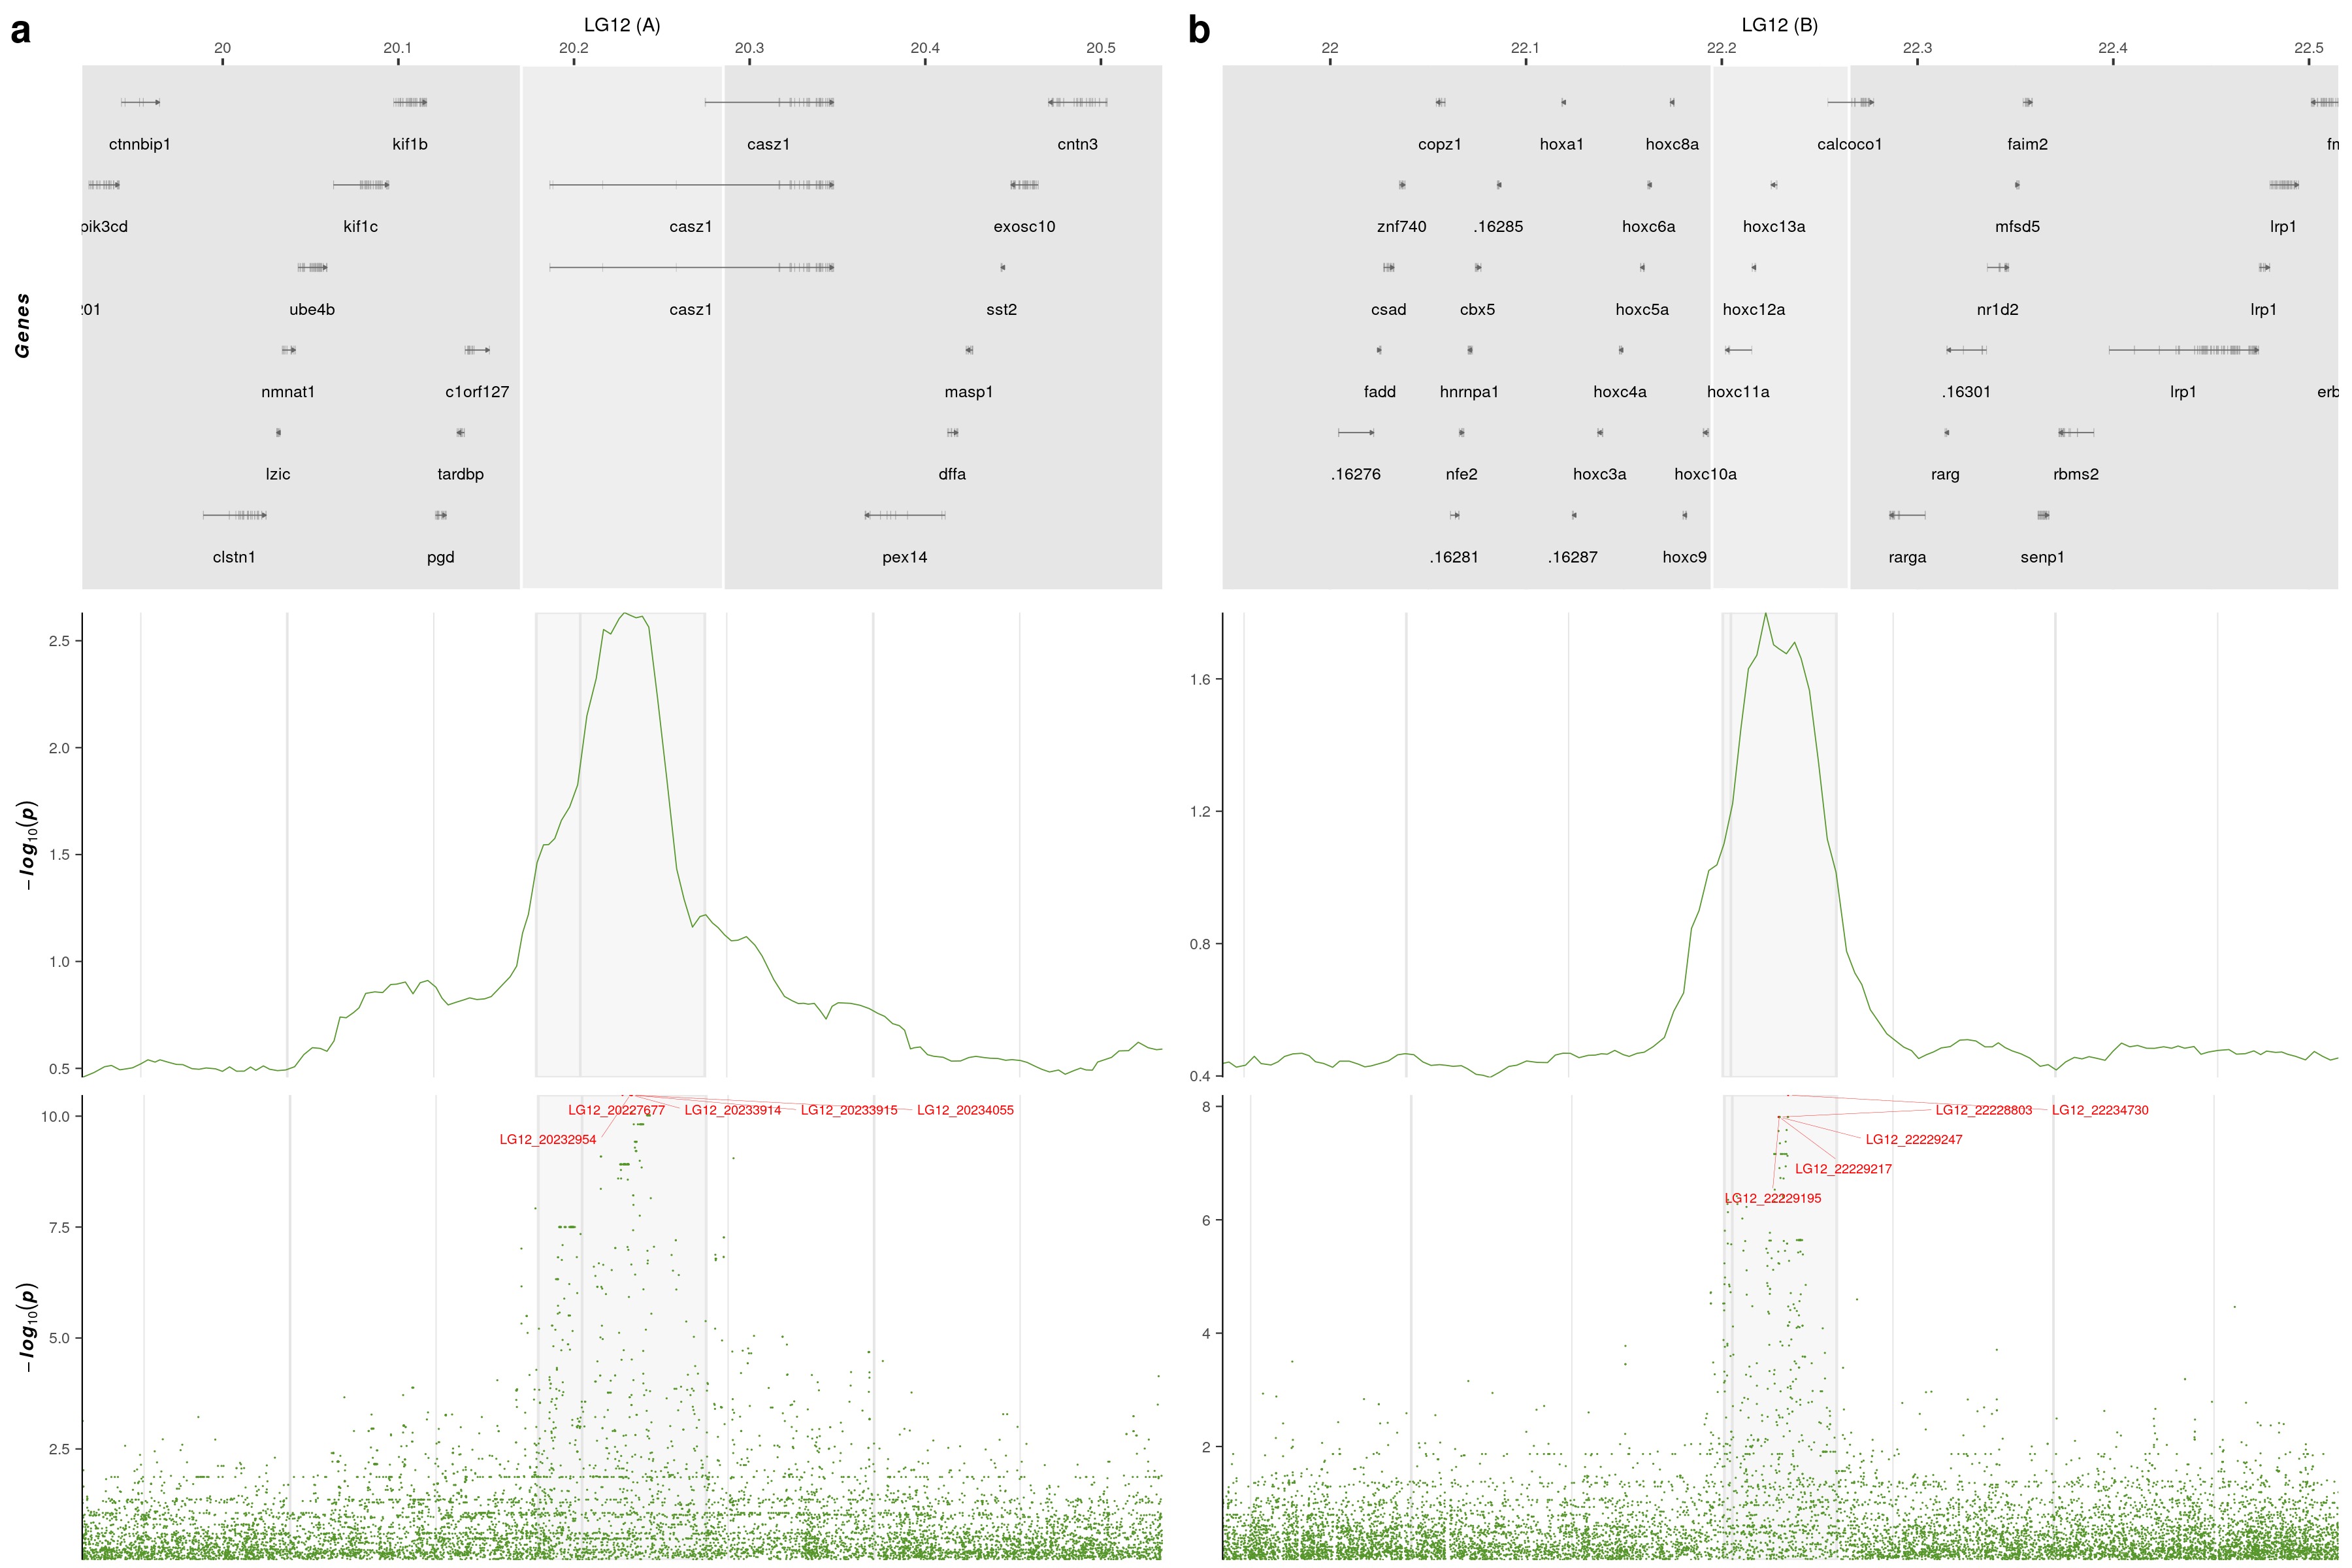 a
LG12 (A)
20 20.1 20.2 20.3 20.4 20.5
ctnnbip1 kif1b casz1 cntn3
pik3cd kif1c casz1 exosc10
201 ube4b casz1 sst2
nmnat1 c1orf127 masp1
lzic tardbp dffa
clstn1 pgd pex14
Genes
2.5
2.0
1.5
1.0
0.5
−log10(p)
10.0
7.5
5.0
2.5
−log10(p)
LG12_20227677 LG12_20233914 LG12_20233915 LG12_20234055
LG12_20232954
b
LG12 (B)
22 22.1 22.2 22.3 22.4 22.5
copz1 hoxa1 hoxc8a calcoco1 faim2 fn
znf740 .16285 hoxc6a hoxc13a mfsd5 lrp1
csad cbx5 hoxc5a hoxc12a nr1d2 lrp1
fadd hnrnpa1 hoxc4a hoxc11a .16301 lrp1 erb
.16276 nfe2 hoxc3a hoxc10a rarg rbms2
.16281 .16287 hoxc9 rarga senp1
1.6
1.2
0.8
0.4
8
6
4
2
LG12_22228803 LG12_22234730
LG12_22229247
LG12_22229217
LG12_22229195